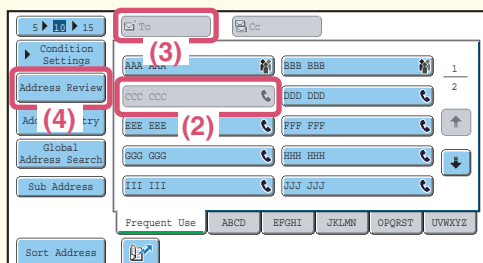 5 10 15
To
Cc
(3)
Condition
Settings
AAA AAA
BBB BBB
1
2
Address Review
CCC CCC
DDD DDD
(4)
(2)
EEE EEE
FFF FFF
Global
Address Search
GGG GGG
HHH HHH
Sub Address
III III
JJJ JJJ
Frequent Use
ABCD
EFGHI
JKLMN
OPQRST
UVWXYZ
Sort Address